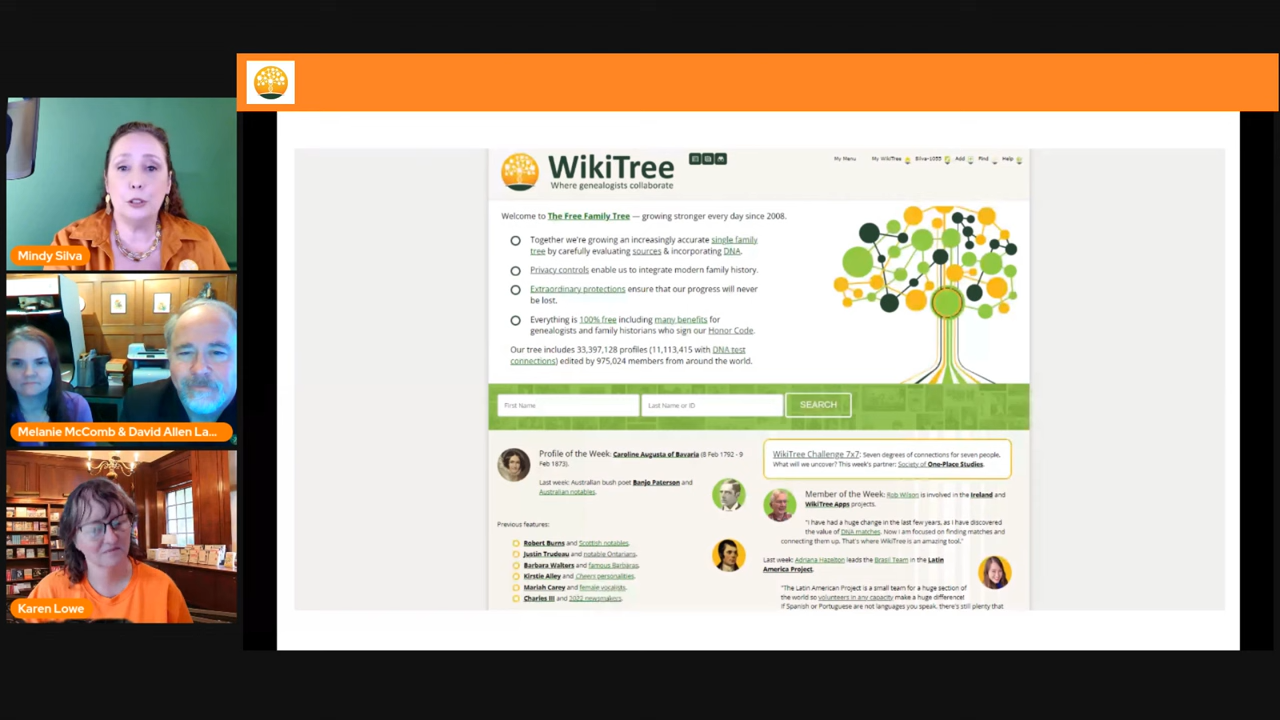 Mindy Silva
Melanie McComb & David Allen La...
Karen Lowe
WikiTree
Where genealogists collaborate
My Menu My WikiTree Silva-1055 Add Find Help
Welcome to The Free Family Tree — growing stronger every day since 2008.
Together we're growing an increasingly accurate single family
tree by carefully evaluating sources & incorporating DNA.
Privacy controls enable us to integrate modern family history.
Extraordinary protections ensure that our progress will never
be lost.
Everything is 100% free including many benefits for
genealogists and family historians who sign our Honor Code.
Our tree includes 33,397,128 profiles (11,113,415 with DNA test
connections) edited by 975,024 members from around the world.
First Name
Last Name or ID
SEARCH
Profile of the Week: Caroline Augusta of Bavaria (8 Feb 1792 - 9
Feb 1873).
Last week: Australian bush poet Banjo Paterson and
Australian notables.
Previous features:
Robert Burns and Scottish notables.
Justin Trudeau and notable Ontarians.
Barbara Walters and famous Barbaras.
Kirstie Alley and Cheers personalities.
Mariah Carey and female vocalists.
Charles III and 2022 newsmakers.
WikiTree Challenge 7x7: Seven degrees of connections for seven people.
What will we uncover? This week's partner: Society of One-Place Studies.
Member of the Week: Rob Wilson is involved in the Ireland and
WikiTree Apps projects.
"I have had a huge change in the last few years, as I have discovered
the value of DNA matches. Now I am focused on finding matches and
connecting them up. That's where WikiTree is an amazing tool."
Last week: Adriana Hazelton leads the Brasil Team in the Latin
America Project.
"The Latin American Project is a small team for a huge section of
the world so volunteers in any capacity make a huge difference!
If Spanish or Portuguese are not languages you speak, there's still plenty that